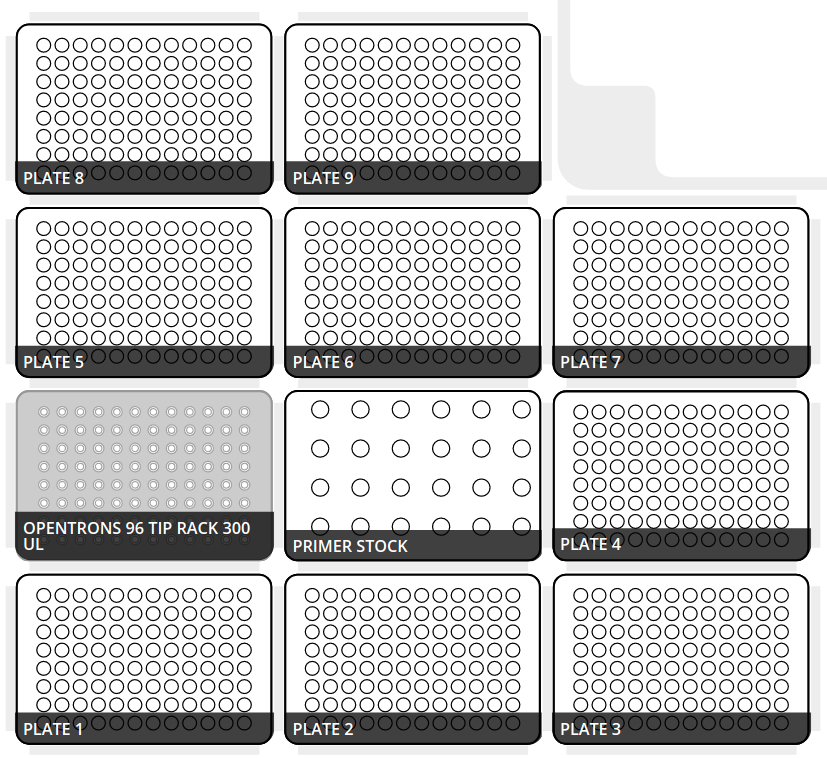 PLATE 8
PLATE 9
PLATE 5
PLATE 6
PLATE 7
OPENTRONS 96 TIP RACK 300
UL
PRIMER STOCK
PLATE 4
PLATE 1
PLATE 2
PLATE 3